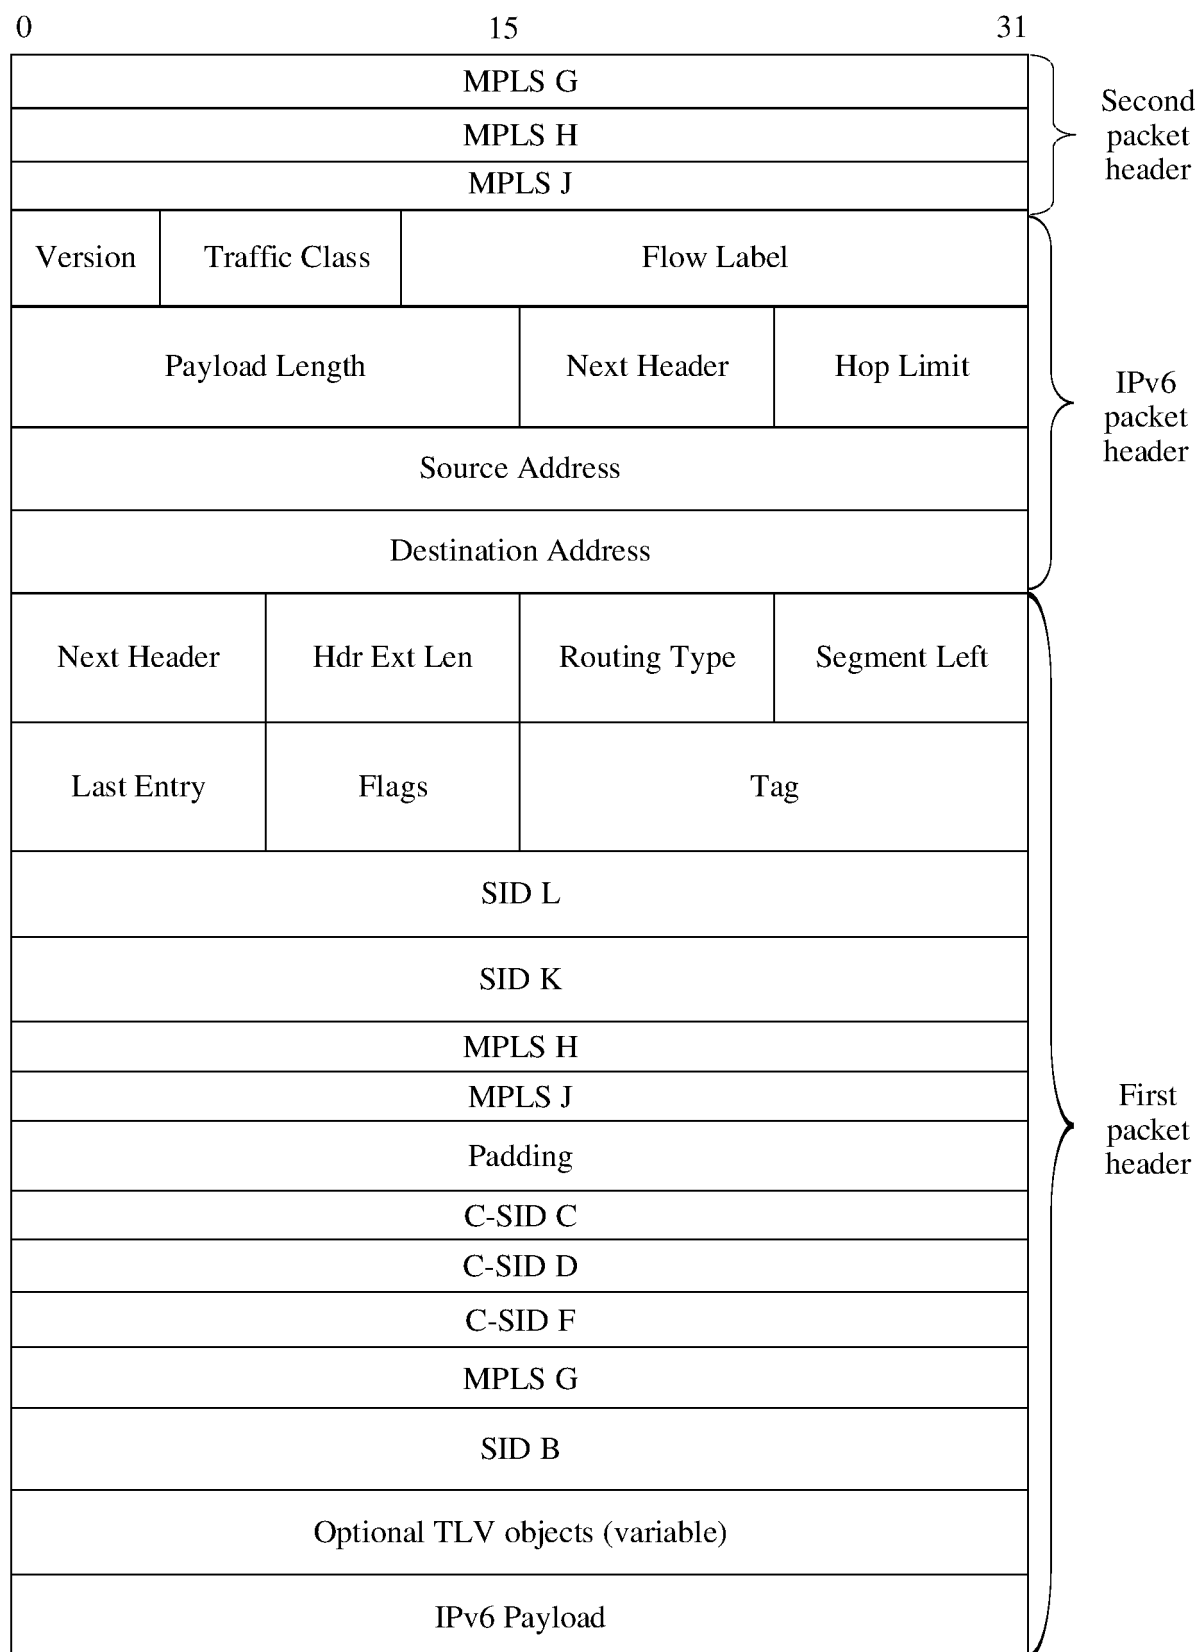 0 15 31
MPLS G
MPLS H
MPLS J
Second
packet
header
Version Traffic Class Flow Label
Payload Length Next Header Hop Limit
Source Address
Destination Address
IPv6
packet
header
Next Header Hdr Ext Len Routing Type Segment Left
Last Entry Flags Tag
SID L
SID K
MPLS H
MPLS J
Padding
C-SID C
C-SID D
C-SID F
MPLS G
SID B
Optional TLV objects (variable)
IPv6 Payload
First
packet
header